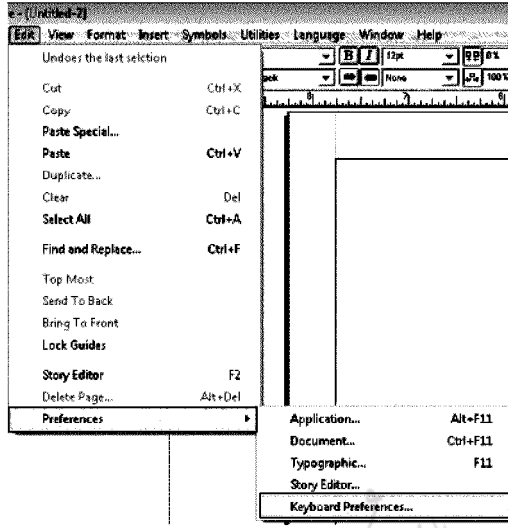 e - [Untitled-2]
Edit View Format Insert Symbols Utilities Language Window Help
Undoes the last selction
B I 12pt 0%
None 100%
Cut Ctrl+X
Copy Ctrl+C
Paste Special...
Paste Ctrl+V
Duplicate...
Clear Del
Select All Ctrl+A
Find and Replace... Ctrl+F
Top Most
Send To Back
Bring To Front
Lock Guides
Story Editor F2
Delete Page... Alt+Del
Preferences
Application... Alt+F11
Document... Ctrl+F11
Typographic... F11
Story Editor...
Keyboard Preferences...